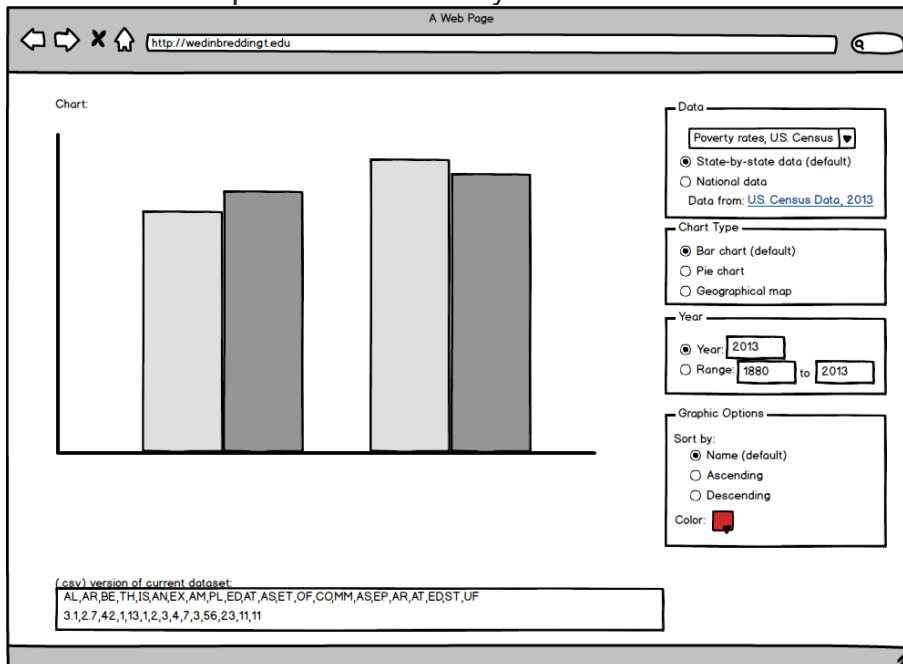 A Web Page
http://wedinbreddingt.edu
Chart:
Data
Poverty rates, U.S. Census
State-by-state data (default)
National data
Data from: U.S. Census Data, 2013
Chart Type
Bar chart (default)
Pie chart
Geographical map
Year
Year: 2013
Range: 1880 to 2013
Graphic Options
Sort by:
Name (default)
Ascending
Descending
Color:
(.csv) version of current dataset:
AL,AR,BE,TH,IS,AN,EX,AM,PL,ED,AT,AS,ET,OF,CO,MM,AS,EP,AR,AT,ED,ST,UF
3.1,2.7,42,1,13,1,2,3,4,7,3,56,23,11,11